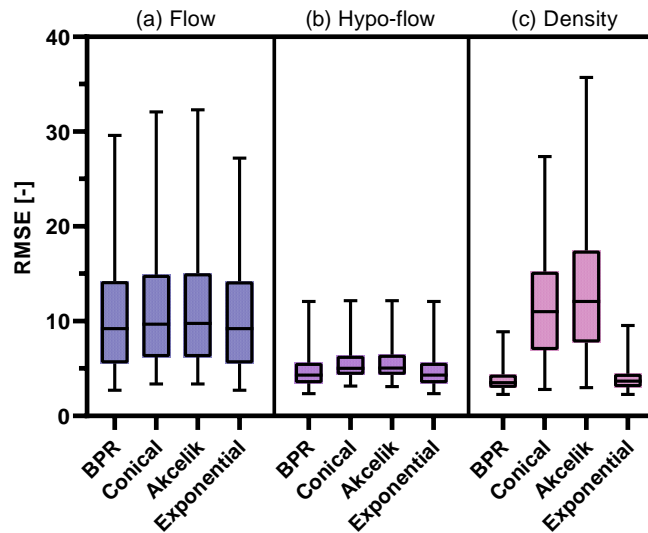 (a) Flow
(b) Hypo-flow
(c) Density
RMSE [-]
40
30
20
10
0
BPR
Conical
Akcelik
Exponential
BPR
Conical
Akcelik
Exponential
BPR
Conical
Akcelik
Exponential